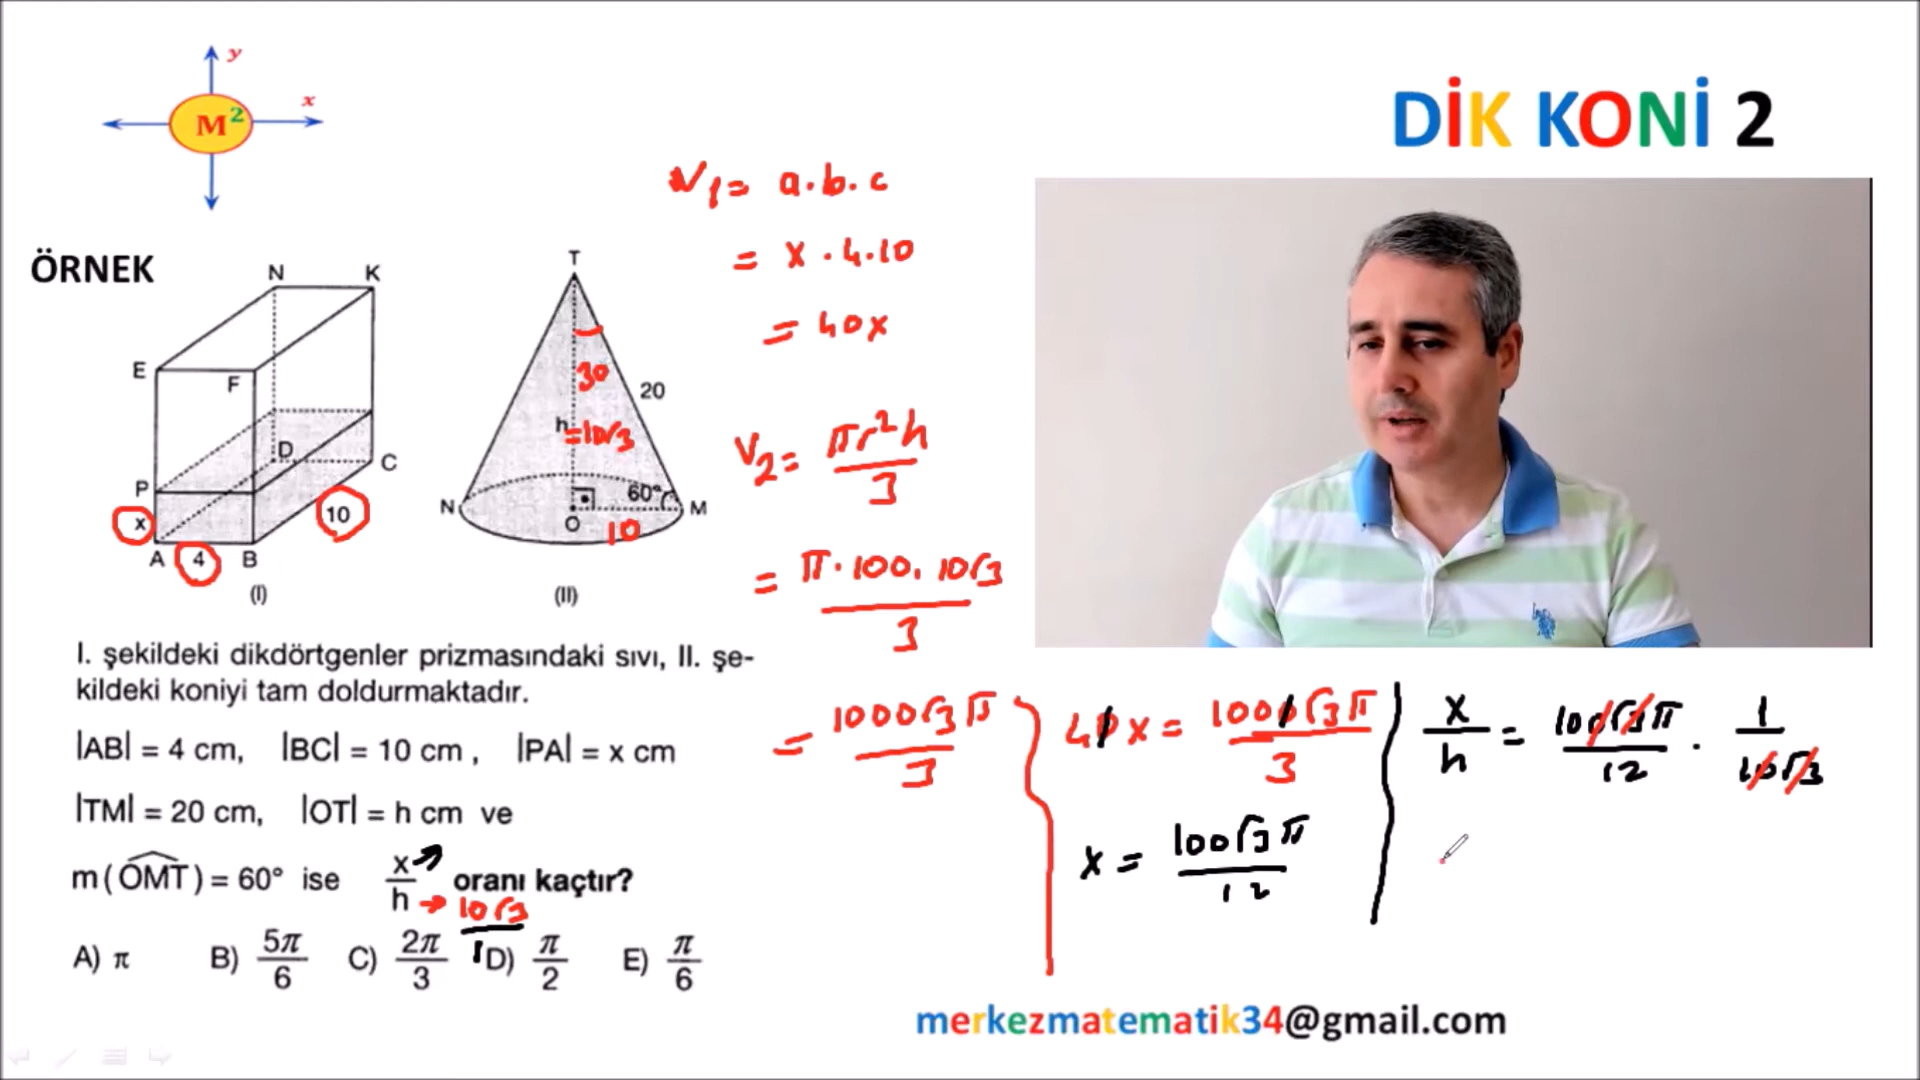 y
x
M²
DİK KONİ 2
ÖRNEK
N K
E F
P D C
x 10
A 4 B
(I)
T
30
20
h
=10√3
N 60° M
O
10
(II)
V1 = a.b.c
= x . 4.10
= 40x
V2 = πr²h/3
= π.100.10√3/3
= 1000√3π/3
I. şekildeki dikdörtgenler prizmasındaki sıvı, II. şe-
kildeki koniyi tam doldurmaktadır.
|AB| = 4 cm, |BC| = 10 cm , |PA| = x cm
|TM| = 20 cm, |OT| = h cm ve
m(OMT) = 60° ise x/h oranı kaçtır?
10√3
1
A) π B) 5π/6 C) 2π/3 D) π/2 E) π/6
40x = 1000√3π/3
x = 100√3π/12
x/h = 100√3π/12 . 1/10√3
merkezmatematik34@gmail.com